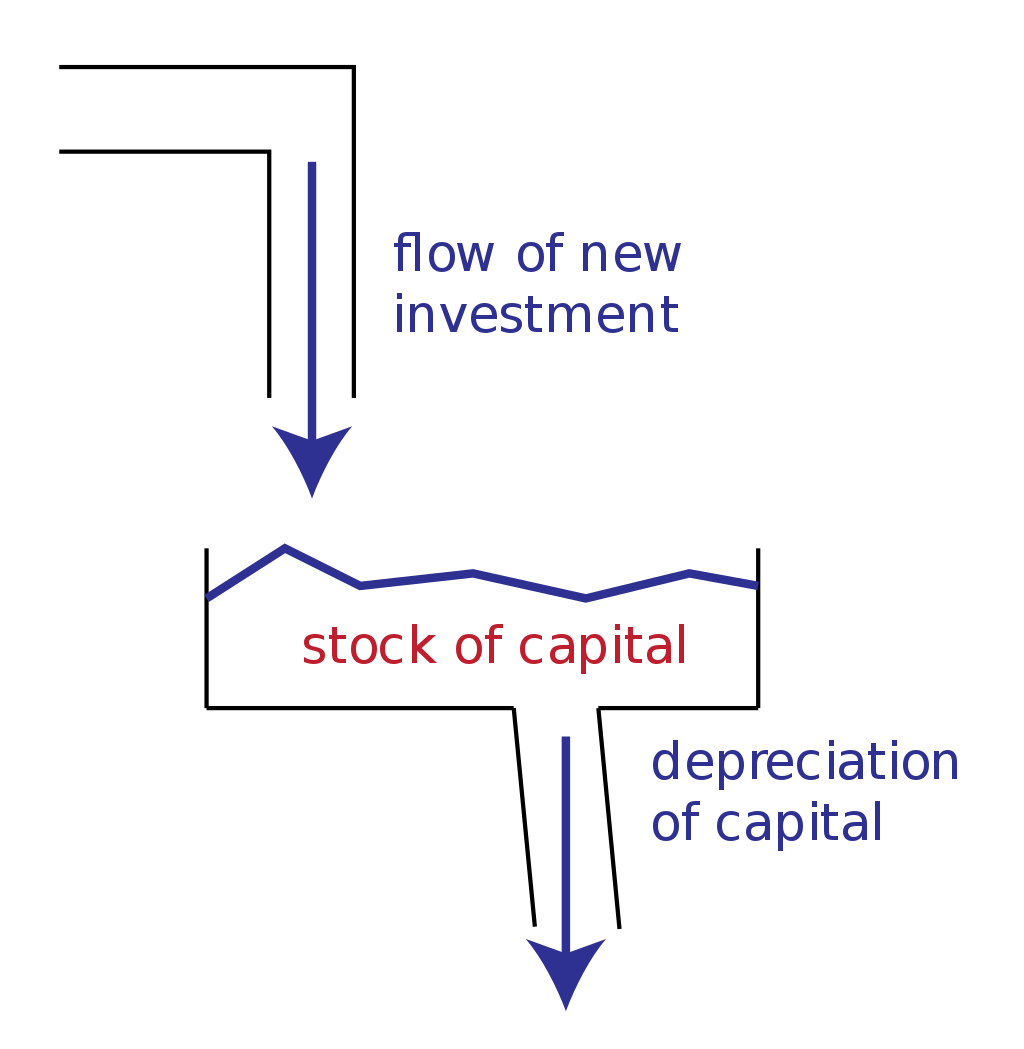 flow of new
investment
stock of capital
depreciation
of capital